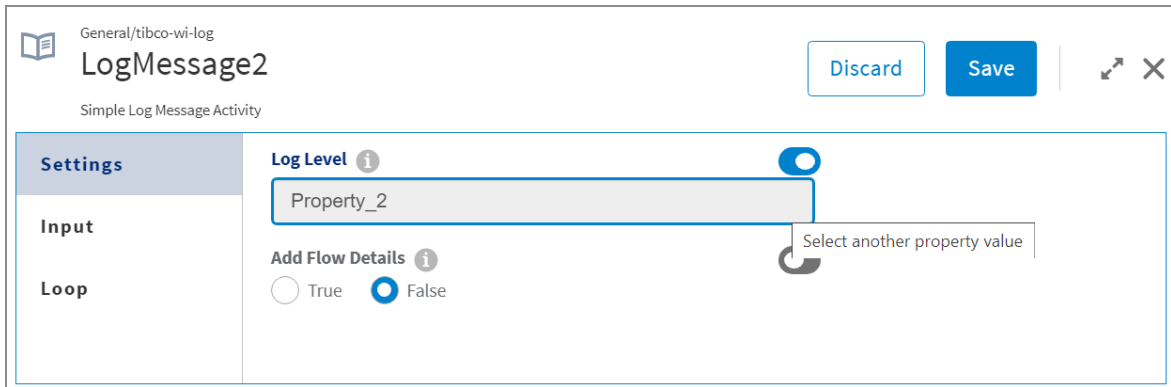 General/tibco-wi-log
LogMessage2
Simple Log Message Activity
Discard
Save
Settings
Input
Loop
Log Level
Property_2
Select another property value
Add Flow Details
True
False